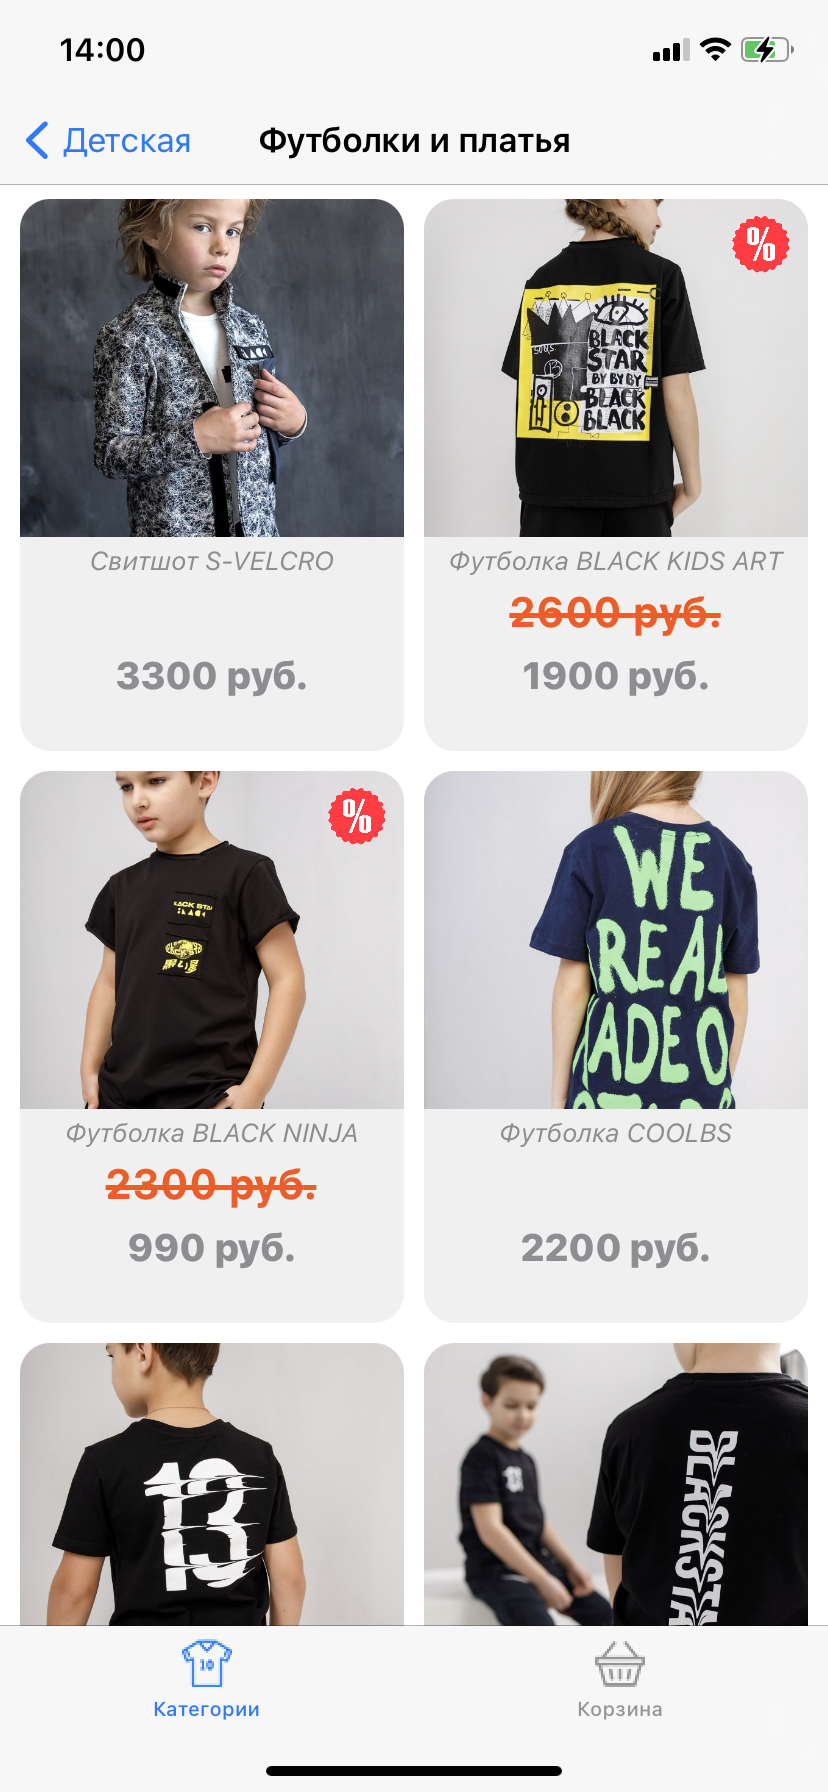 14:00
Детская
Футболки и платья
%
BLACK
STAR
BY BY BY
BLACK
BLACK
Свитшот S-VELCRO
Футболка BLACK KIDS ART
2600 руб.
3300 руб.
1900 руб.
%
WE
REAL
Футболка BLACK NINJA
Футболка COOLBS
2300 руб.
990 руб.
2200 руб.
13
BLACKSTA
10
Категории
Корзина